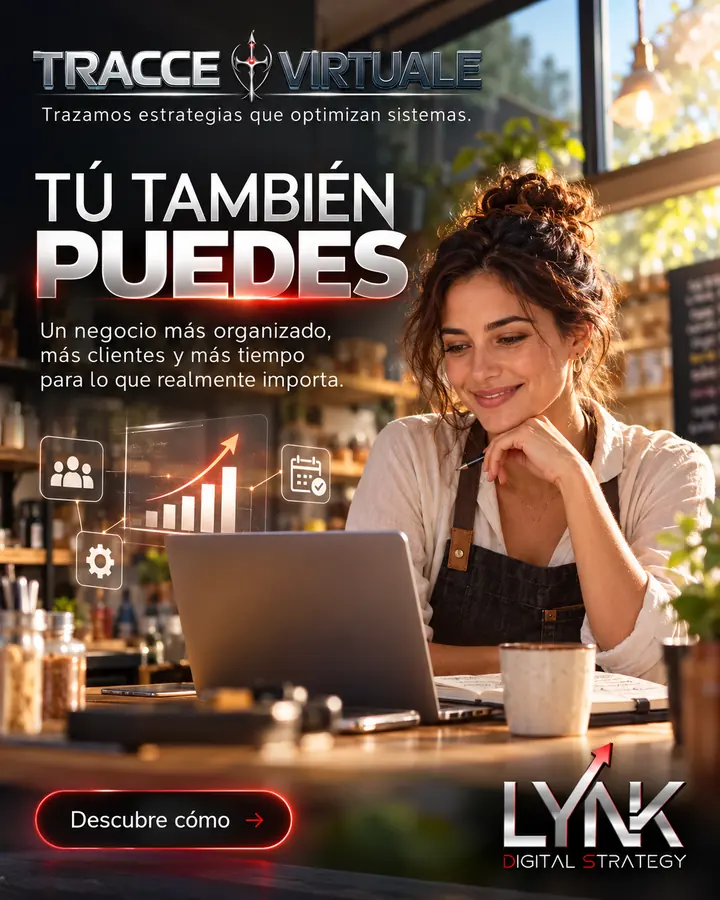 TRACCE VIRTUALE
Trazamos estrategias que optimizan sistemas.
TÚ TAMBIÉN
PUEDES
Un negocio más organizado,
más clientes y más tiempo
para lo que realmente importa.
Descubre cómo →
LYNK
DIGITAL STRATEGY